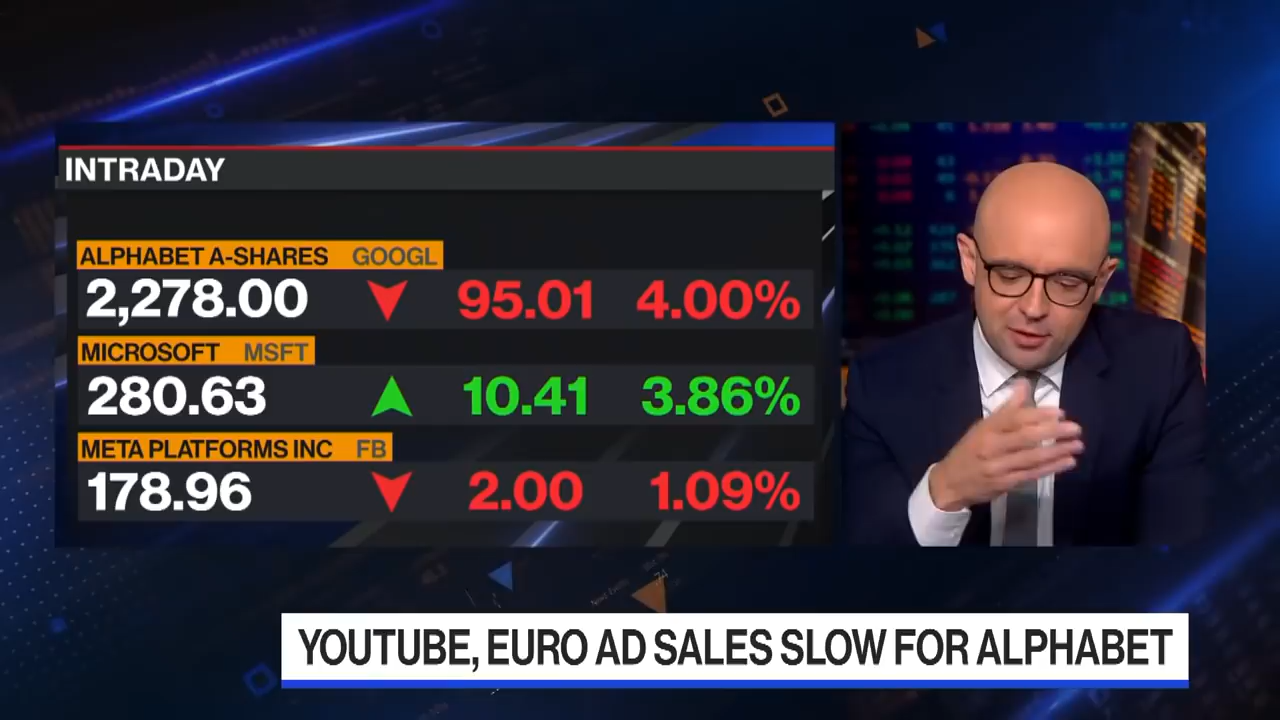 INTRADAY
ALPHABET A-SHARES GOOGL
2,278.00 95.01 4.00%
MICROSOFT MSFT
280.63 10.41 3.86%
META PLATFORMS INC FB
178.96 2.00 1.09%
YOUTUBE, EURO AD SALES SLOW FOR ALPHABET